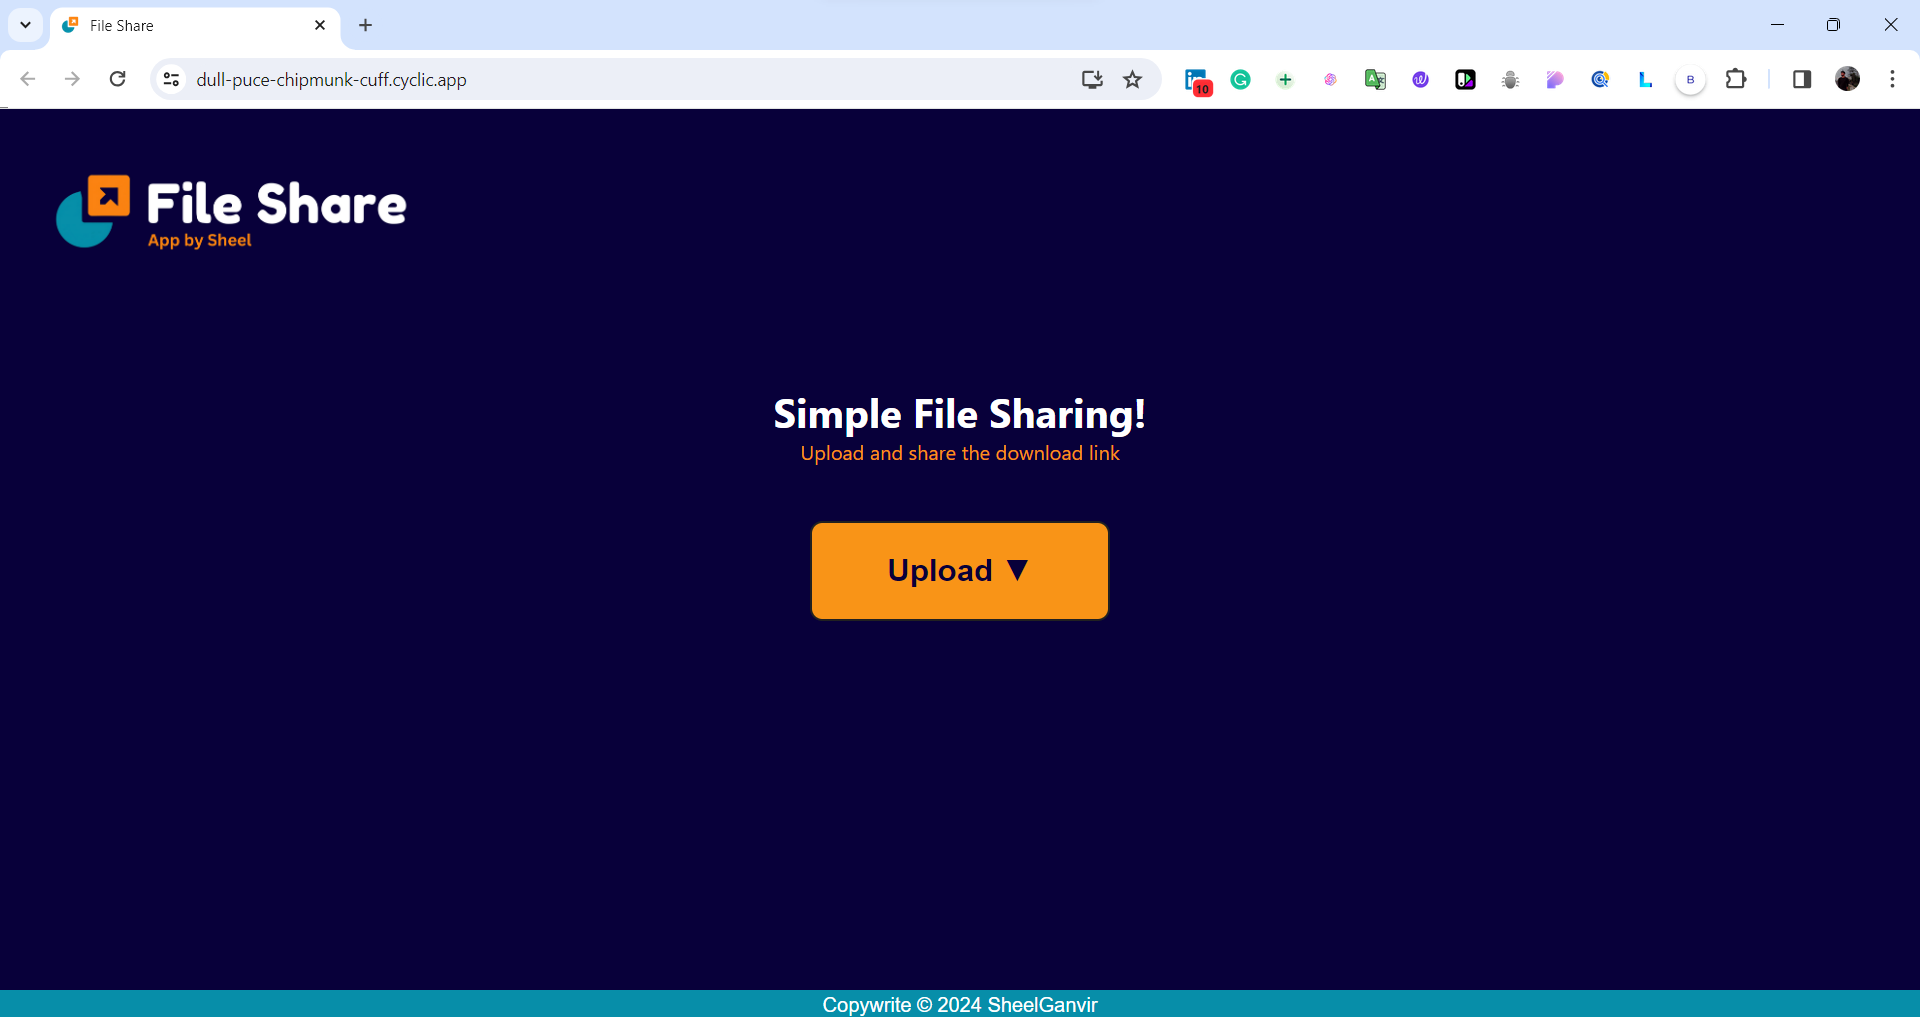 File Share
dull-puce-chipmunk-cuff.cyclic.app
10
B
File Share
App by Sheel
Simple File Sharing!
Upload and share the download link
Upload ▼
Copywrite © 2024 SheelGanvir